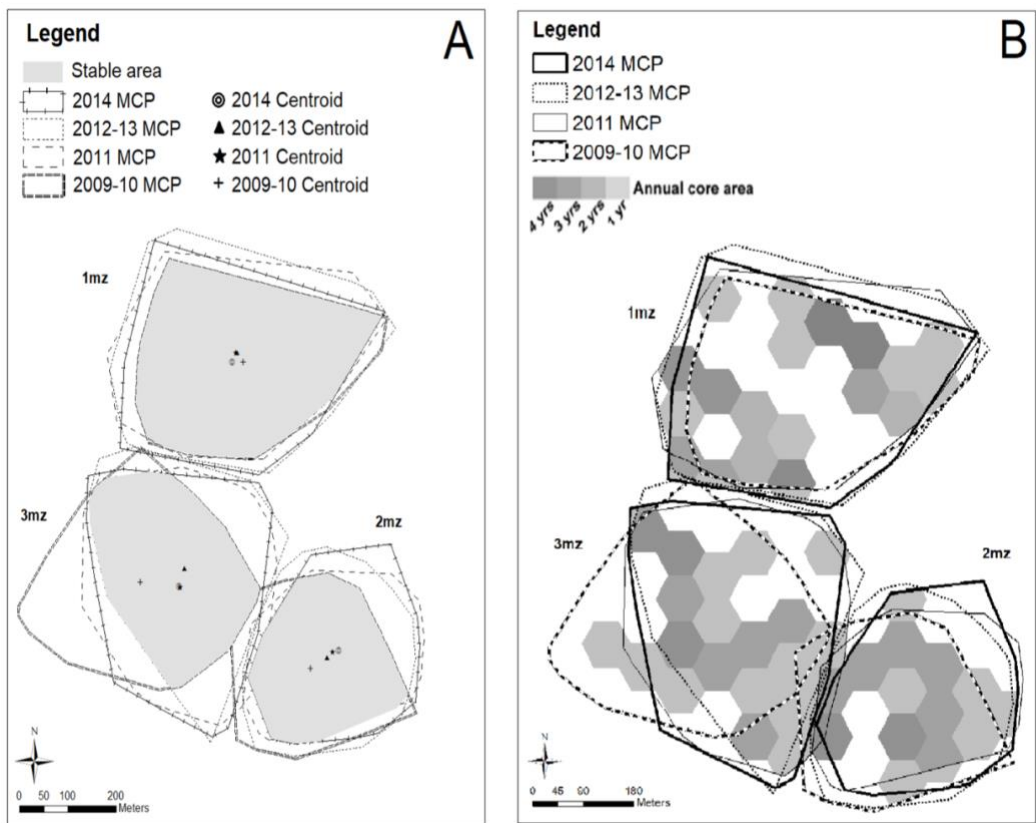 A
Legend
Stable area
2014 MCP
2012-13 MCP
2011 MCP
2009-10 MCP
2014 Centroid
2012-13 Centroid
2011 Centroid
2009-10 Centroid
1mz
3mz
2mz
N
0 50 100 200
Meters
B
Legend
2014 MCP
2012-13 MCP
2011 MCP
2009-10 MCP
Annual core area
4 yrs
3 yrs
2 yrs
1 yr
1mz
3mz
2mz
N
0 45 90 180
Meters